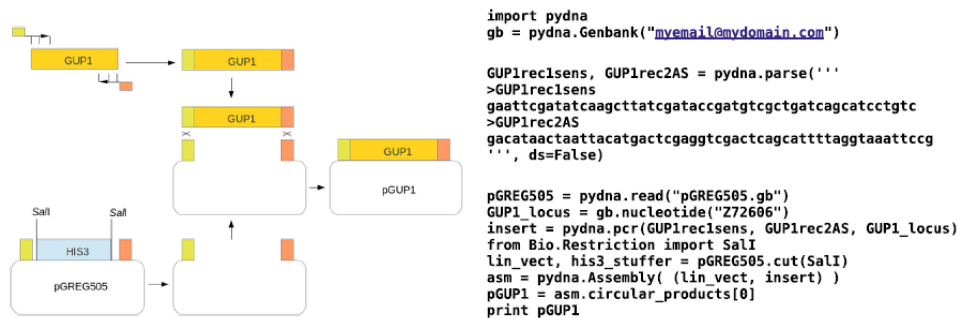 GUP1
GUP1
GUP1
GUP1
pGUP1
SalI
SalI
HIS3
pGREG505
import pydna
gb = pydna.Genbank("myemail@mydomain.com")
GUP1rec1sens, GUP1rec2AS = pydna.parse('''
>GUP1rec1sens
gaattcgatatcaagcttatcgataccgatgtcgctgatcagcatcctgtc
>GUP1rec2AS
gacataactaattacatgactcgaggtcgactcagcattttaggtaaattccg
''', ds=False)
pGREG505 = pydna.read("pGREG505.gb")
GUP1_locus = gb.nucleotide("Z72606")
insert = pydna.pcr(GUP1rec1sens, GUP1rec2AS, GUP1_locus)
from Bio.Restriction import SalI
lin_vect, his3_stuffer = pGREG505.cut(SalI)
asm = pydna.Assembly( (lin_vect, insert) )
pGUP1 = asm.circular_products[0]
print pGUP1